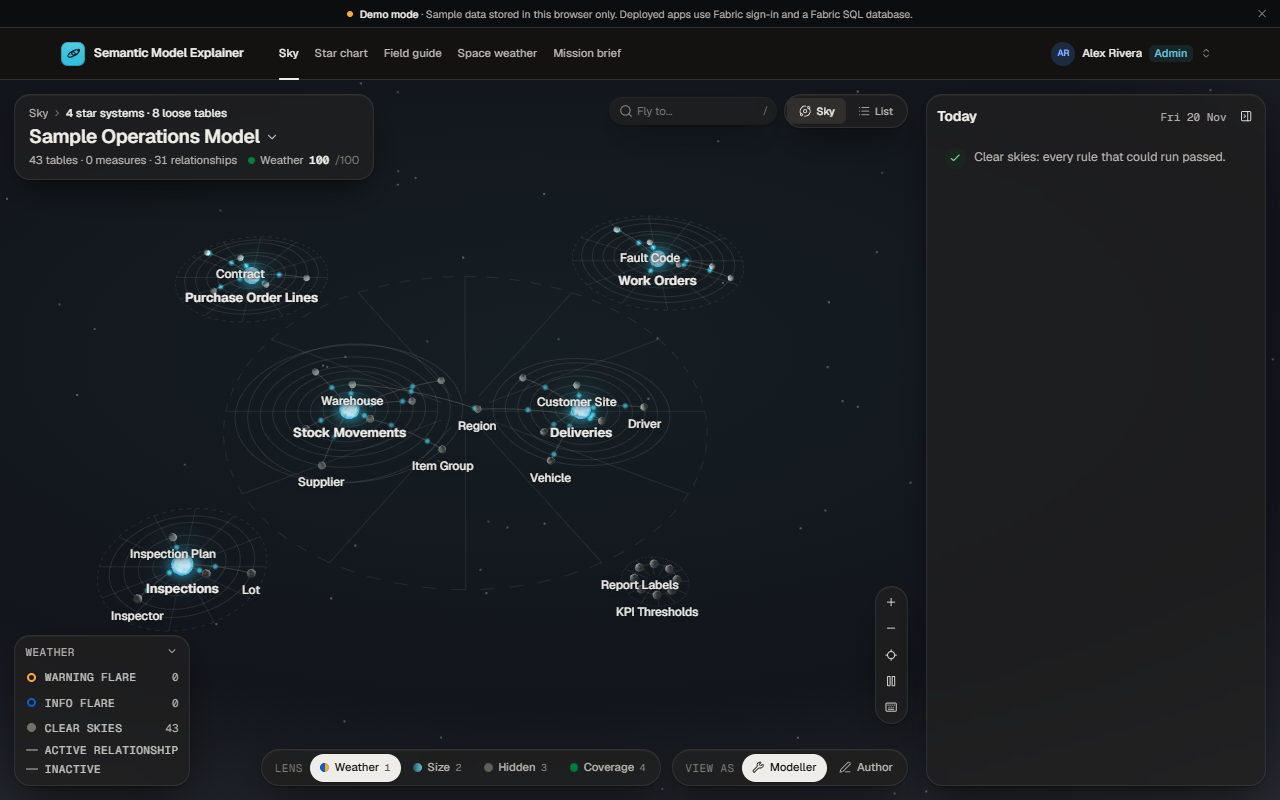 Demo mode · Sample data stored in this browser only. Deployed apps use Fabric sign-in and a Fabric SQL database.
Semantic Model Explainer
Sky
Star chart
Field guide
Space weather
Mission brief
AR
Alex Rivera
Admin
Sky › 4 star systems · 8 loose tables
Sample Operations Model
43 tables · 0 measures · 31 relationships
Weather 100 /100
Fly to… /
Sky
List
Today
Fri 20 Nov
Clear skies: every rule that could run passed.
Contract
Purchase Order Lines
Fault Code
Work Orders
Warehouse
Stock Movements
Customer Site
Deliveries
Region
Driver
Item Group
Supplier
Vehicle
Inspection Plan
Inspections
Lot
Inspector
Report Labels
KPI Thresholds
WEATHER
WARNING FLARE 0
INFO FLARE 0
CLEAR SKIES 43
ACTIVE RELATIONSHIP
INACTIVE
LENS
Weather 1
Size 2
Hidden 3
Coverage 4
VIEW AS
Modeller
Author